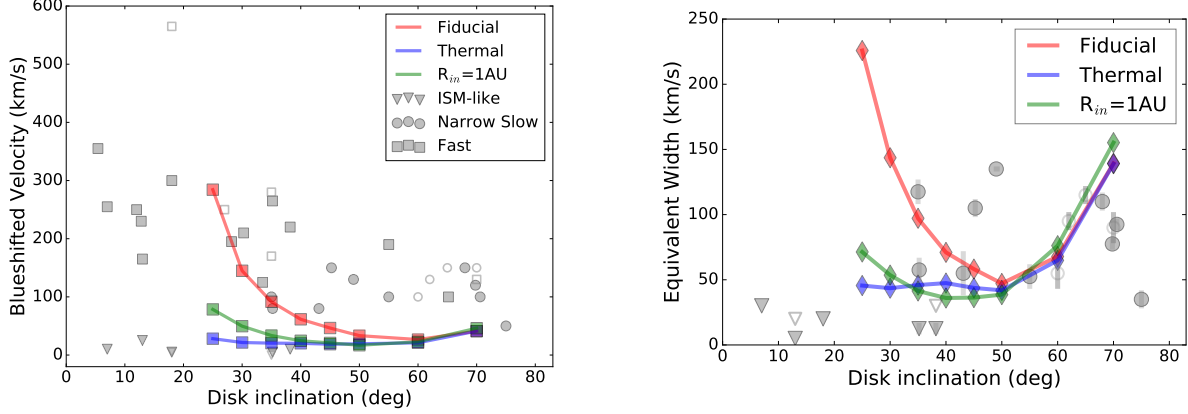 600
500
400
300
200
100
0
Blueshifted Velocity (km/s)
Fiducial
Thermal
R_in=1AU
ISM-like
Narrow Slow
Fast
0 10 20 30 40 50 60 70 80
Disk inclination (deg)
250
200
150
100
50
0
Equivalent Width (km/s)
Fiducial
Thermal
R_in=1AU
0 10 20 30 40 50 60 70 80
Disk inclination (deg)